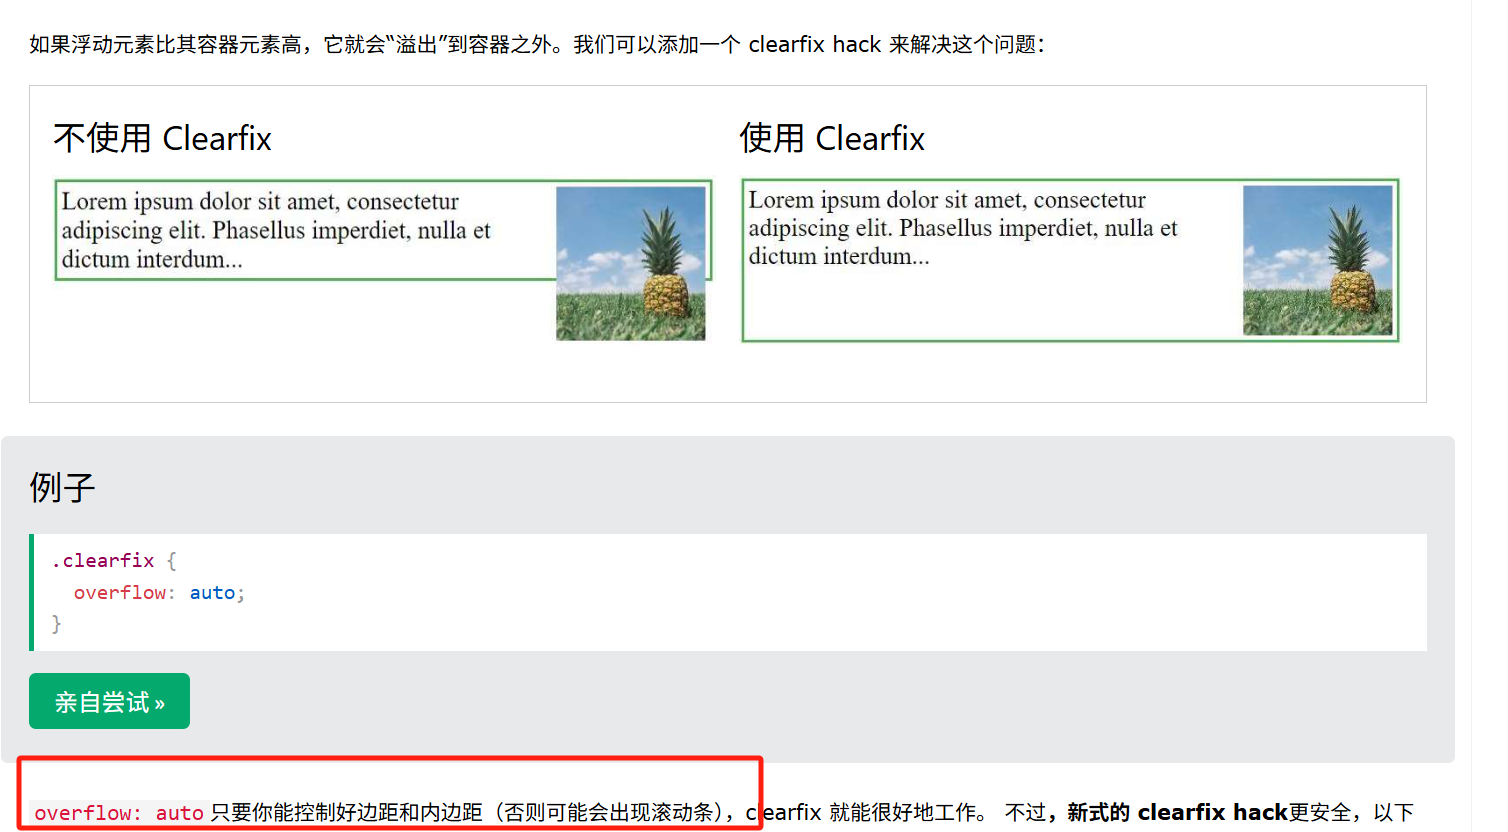 如果浮动元素比其容器元素高，它就会“溢出”到容器之外。我们可以添加一个 clearfix hack 来解决这个问题：
不使用 Clearfix
Lorem ipsum dolor sit amet, consectetur
adipiscing elit. Phasellus imperdiet, nulla et
dictum interdum...
使用 Clearfix
Lorem ipsum dolor sit amet, consectetur
adipiscing elit. Phasellus imperdiet, nulla et
dictum interdum...
例子
.clearfix {
  overflow: auto;
}
亲自尝试 »
overflow: auto 只要你能控制好边距和内边距（否则可能会出现滚动条），clearfix 就能很好地工作。 不过，新式的 clearfix hack更安全，以下